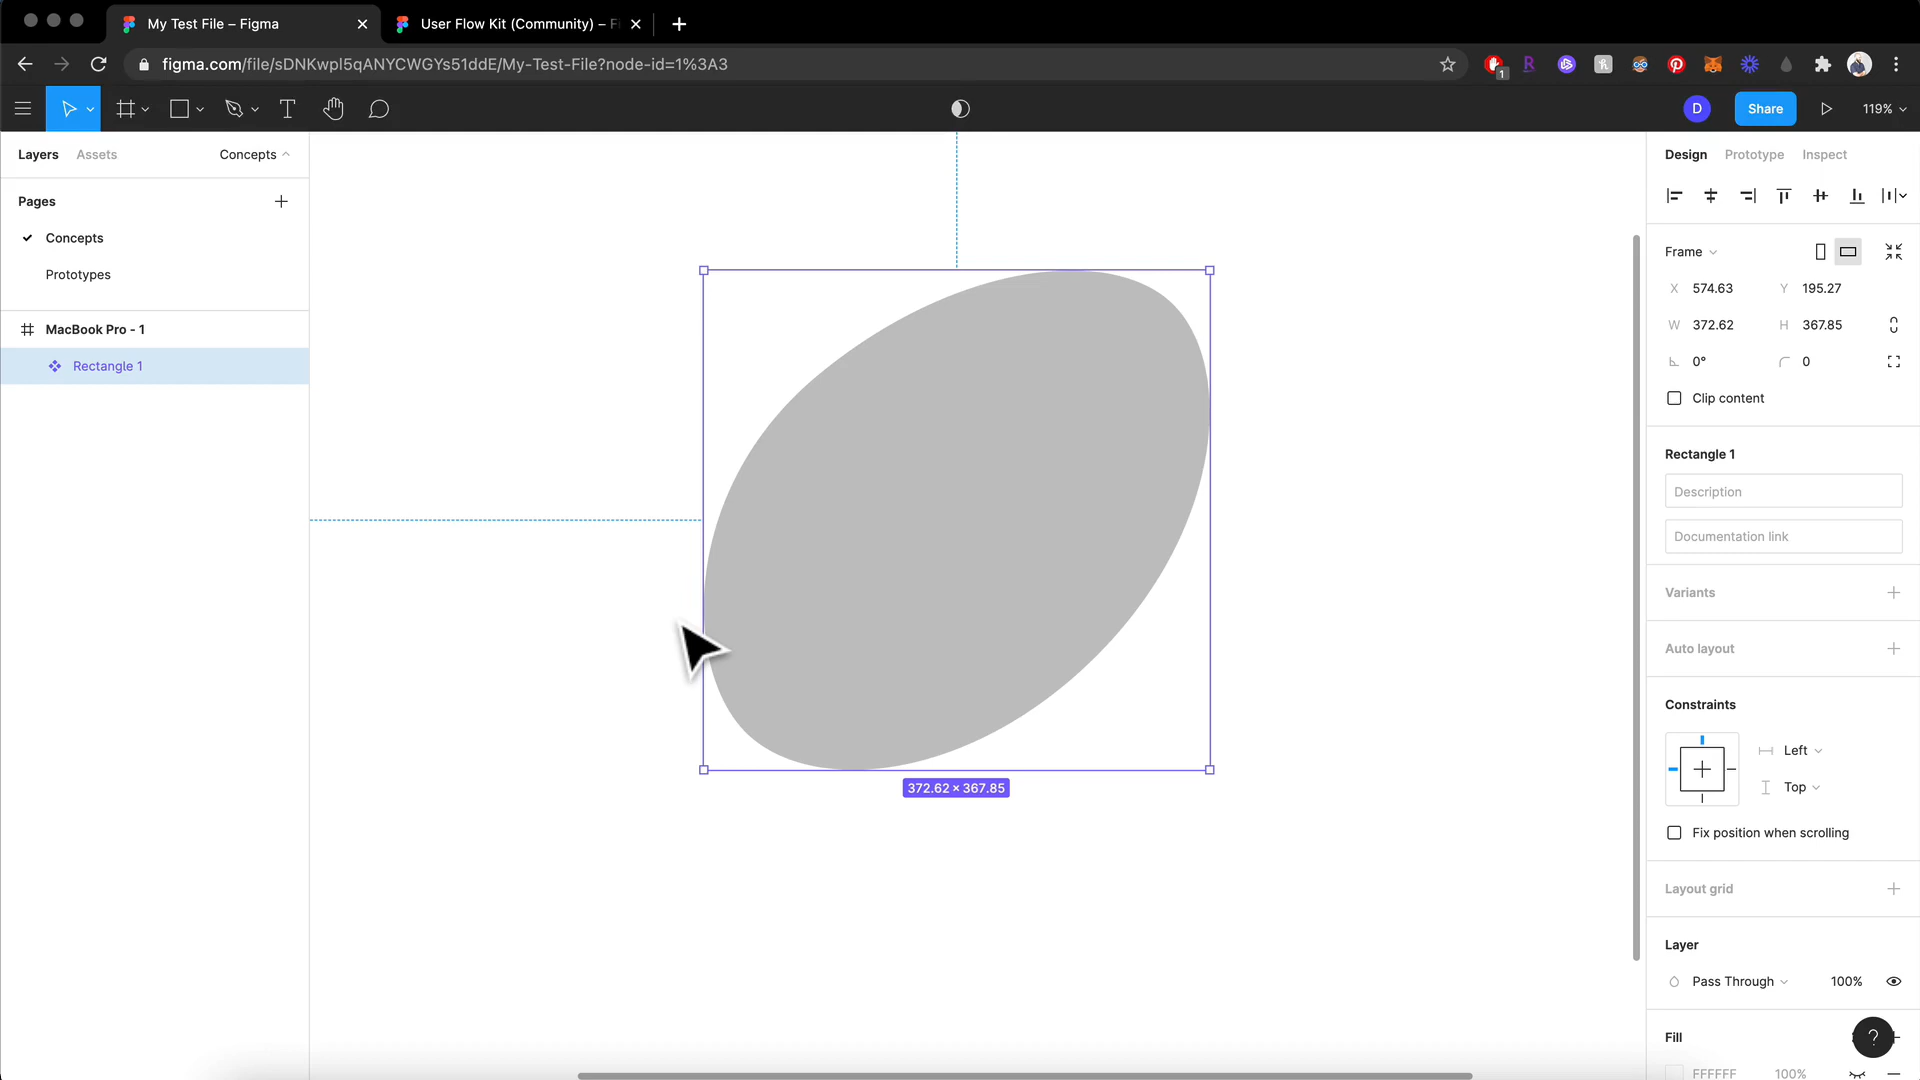 My Test File – Figma
User Flow Kit (Community) – F
figma.com/file/sDNKwpl5qANYCWGYs51ddE/My-Test-File?node-id=1%3A3
1
D
Share
119%
Layers
Assets
Concepts
Pages
Concepts
Prototypes
MacBook Pro - 1
Rectangle 1
372.62 × 367.85
Design
Prototype
Inspect
Frame
X 574.63
Y 195.27
W 372.62
H 367.85
0°
0
Clip content
Rectangle 1
Description
Documentation link
Variants
Auto layout
Constraints
Left
Top
Fix position when scrolling
Layout grid
Layer
Pass Through
100%
Fill
?
FFFFFF
100%